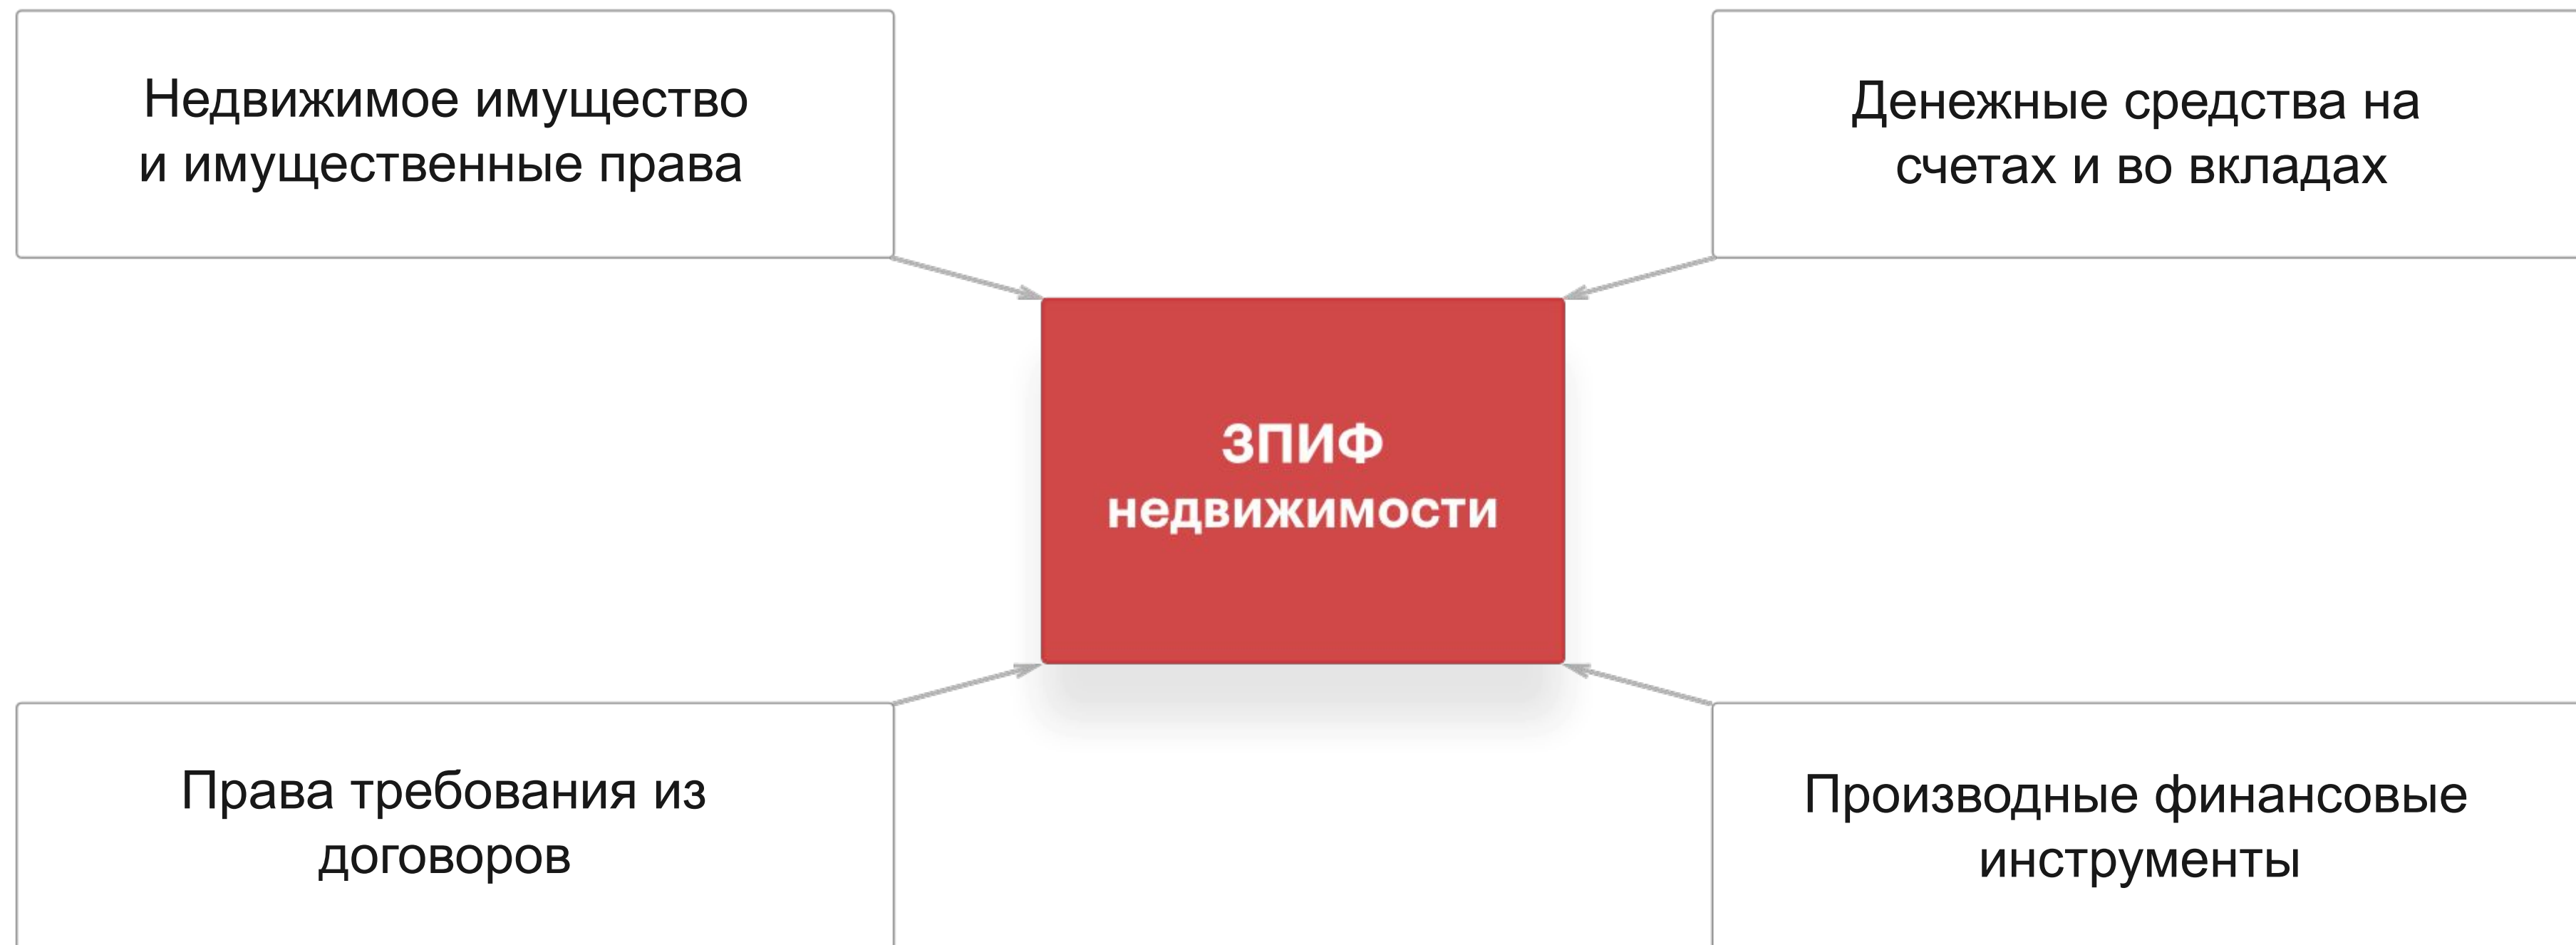 Недвижимое имущество
и имущественные права
Денежные средства на
счетах и во вкладах
ЗПИФ
недвижимости
Права требования из
договоров
Производные финансовые
инструменты